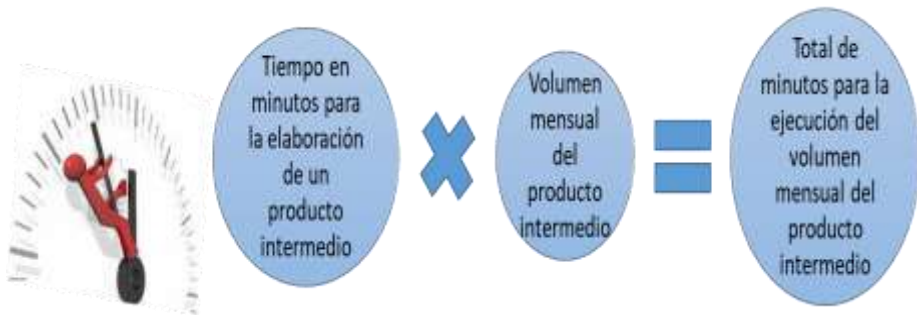 Tiempo en
minutos para
la elaboración
de un
producto
intermedio
Volumen
mensual
del
producto
intermedio
Total de
minutos para la
ejecución del
volumen
mensual del
producto
intermedio